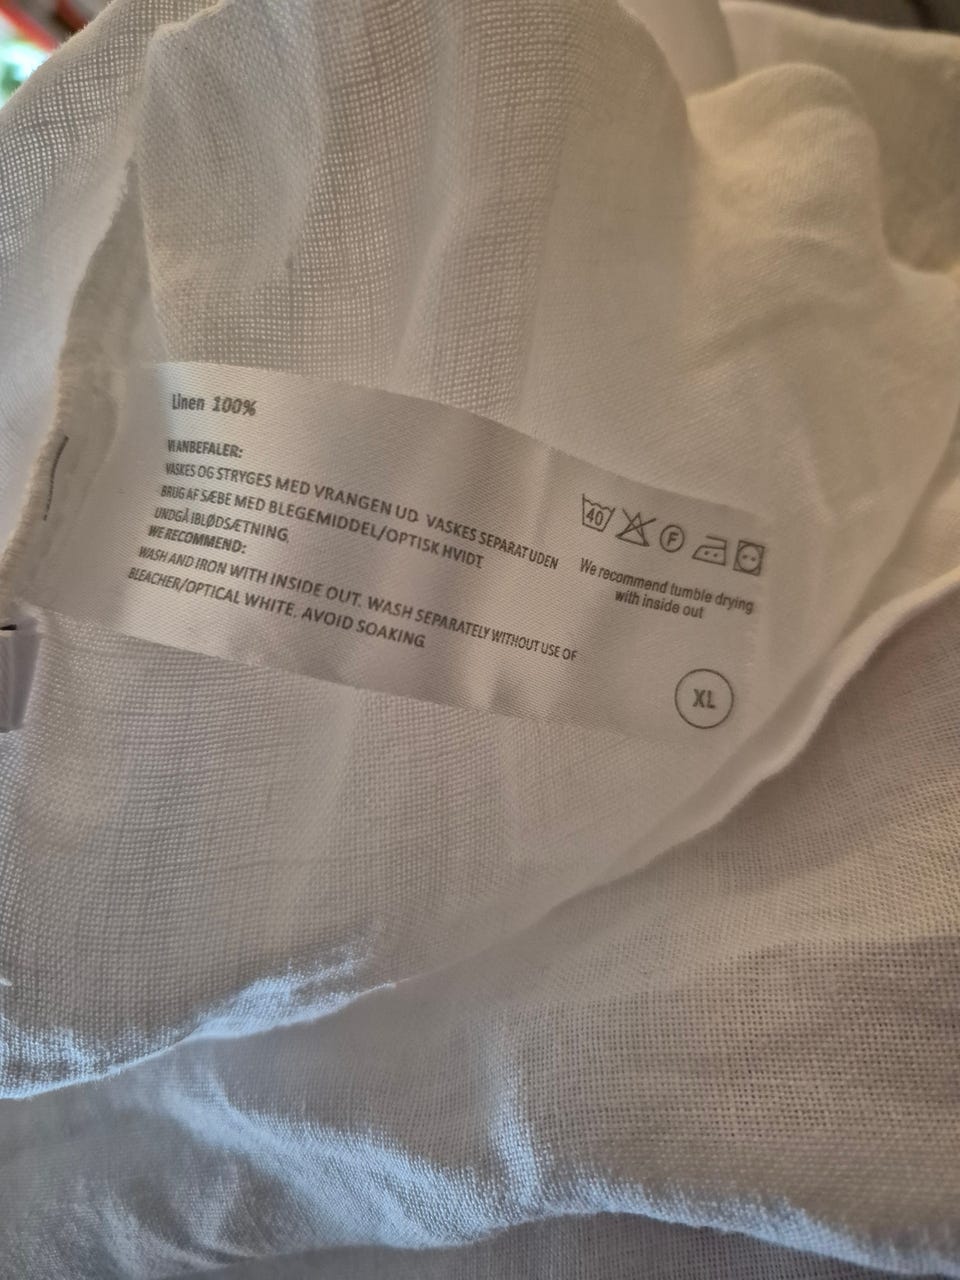 Linen 100%
VI ANBEFALER:
VASKES OG STRYGES MED VRANGEN UD. VASKES SEPARAT UDEN
BRUG AF SÆBE MED BLEGEMIDDEL/OPTISK HVIDT.
UNDGÅ IBLØDSÆTNING.
WE RECOMMEND:
WASH AND IRON WITH INSIDE OUT. WASH SEPARATELY WITHOUT USE OF
BLEACHER/OPTICAL WHITE. AVOID SOAKING.
40
F
We recommend tumble drying
with inside out
XL